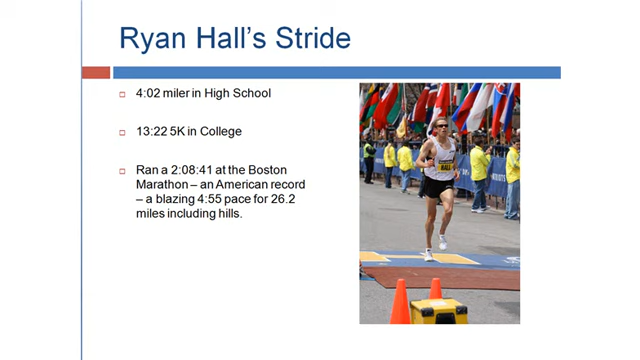 Ryan Hall's Stride
4:02 miler in High School
13:22 5K in College
Ran a 2:08:41 at the Boston
Marathon – an American record
– a blazing 4:55 pace for 26.2
miles including hills.
HALL